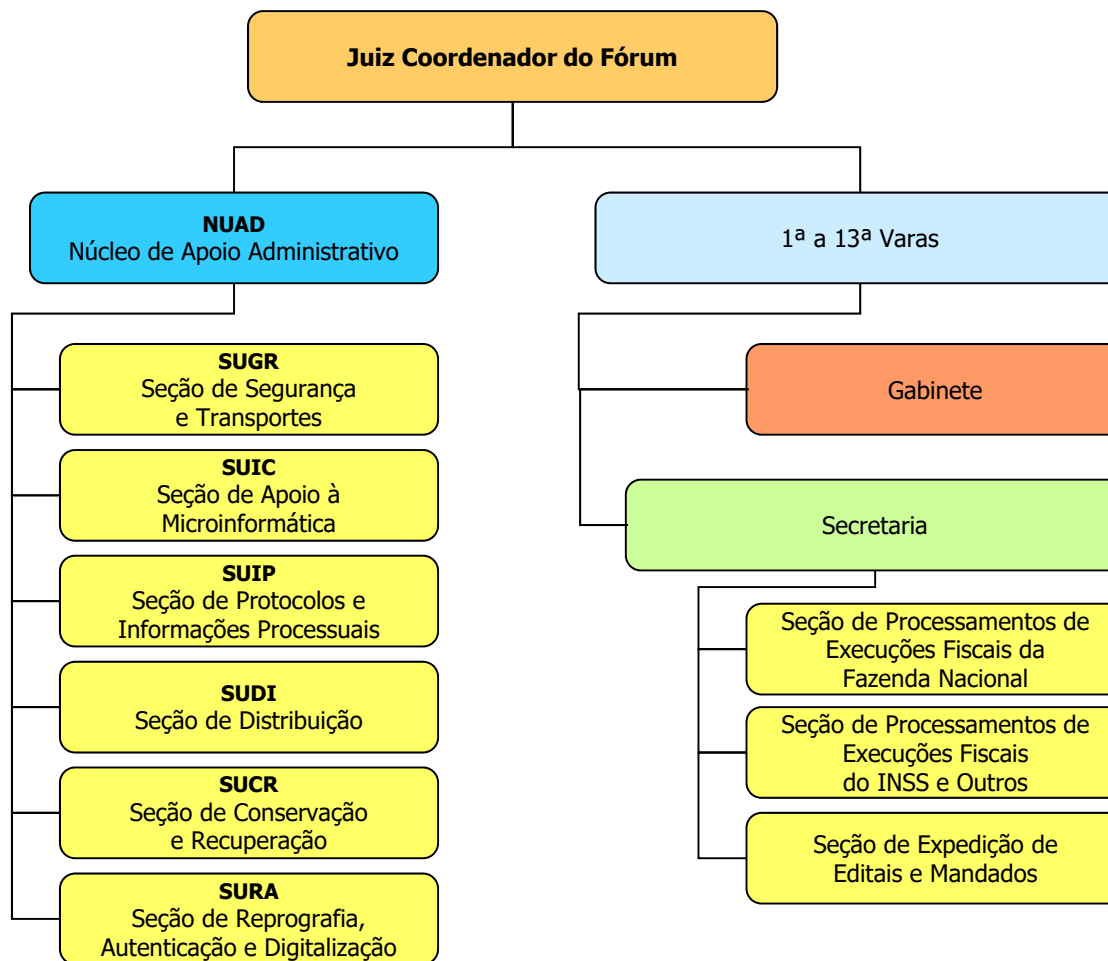 Juiz Coordenador do Fórum
NUAD
Núcleo de Apoio Administrativo
SUGR
Seção de Segurança
e Transportes
SUIC
Seção de Apoio à
Microinformática
SUIP
Seção de Protocolos e
Informações Processuais
SUDI
Seção de Distribuição
SUCR
Seção de Conservação
e Recuperação
SURA
Seção de Reprografia,
Autenticação e Digitalização
1ª a 13ª Varas
Gabinete
Secretaria
Seção de Processamentos de
Execuções Fiscais da
Fazenda Nacional
Seção de Processamentos de
Execuções Fiscais
do INSS e Outros
Seção de Expedição de
Editais e Mandados